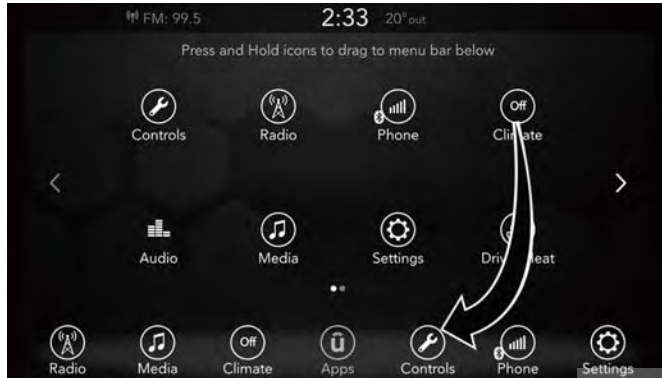 FM: 99.5 2:33 20° out
Press and Hold icons to drag to menu bar below
Off
Controls Radio Phone Climate
Audio Media Settings
Off ū
Radio Media Climate Apps Controls Phone Settings